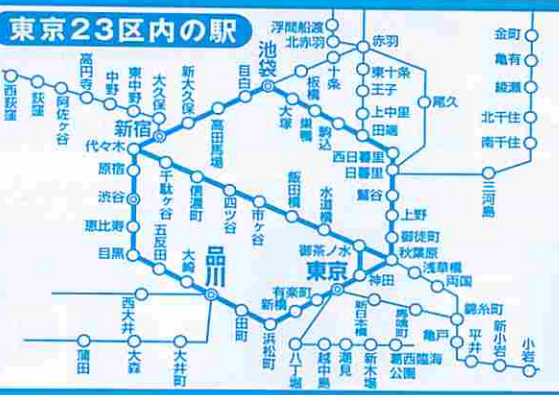 東京23区内の駅
浮間船渡
北赤羽
赤羽
金町
亀有
綾瀬
北千住
南千住
三河島
尾久
東十条
王子
上中里
田端
西日暮里
日暮里
鶯谷
上野
御徒町
秋葉原
池袋
十条
板橋
大塚
巣鴨
駒込
目白
高田馬場
新大久保
新宿
大久保
東中野
中野
高円寺
阿佐ケ谷
荻窪
西荻窪
代々木
原宿
渋谷
恵比寿
目黒
五反田
大崎
品川
千駄ケ谷
信濃町
四ツ谷
市ケ谷
飯田橋
水道橋
御茶ノ水
神田
東京
有楽町
新橋
浜松町
田町
西大井
蒲田
大森
大井町
浅草橋
両国
錦糸町
亀戸
平井
新小岩
小岩
新日本橋
馬喰町
八丁堀
越中島
潮見
新木場
葛西臨海
公園